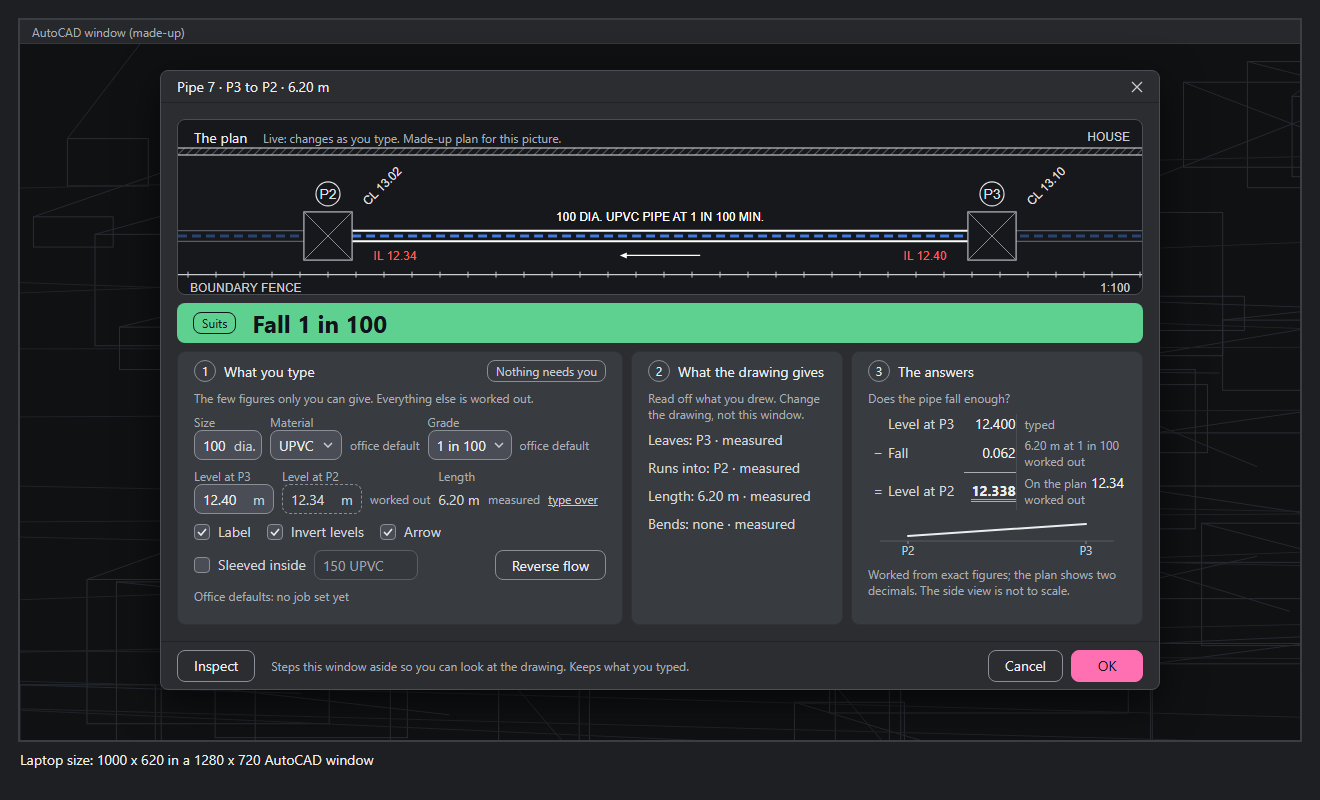 AutoCAD window (made-up)
Pipe 7 · P3 to P2 · 6.20 m
The plan Live: changes as you type. Made-up plan for this picture. HOUSE
P2 CL 13.02 P3 CL 13.10
100 DIA. UPVC PIPE AT 1 IN 100 MIN.
IL 12.34 IL 12.40
BOUNDARY FENCE 1:100
Suits Fall 1 in 100
1 What you type Nothing needs you
The few figures only you can give. Everything else is worked out.
Size Material Grade
100 dia. UPVC office default 1 in 100 office default
Level at P3 Level at P2 Length
12.40 m 12.34 m worked out 6.20 m measured type over
Label Invert levels Arrow
Sleeved inside 150 UPVC Reverse flow
Office defaults: no job set yet
2 What the drawing gives
Read off what you drew. Change
the drawing, not this window.
Leaves: P3 · measured
Runs into: P2 · measured
Length: 6.20 m · measured
Bends: none · measured
3 The answers
Does the pipe fall enough?
Level at P3 12.400 typed
− Fall 0.062 6.20 m at 1 in 100
worked out
= Level at P2 12.338 On the plan 12.34
worked out
P2 P3
Worked from exact figures; the plan shows two
decimals. The side view is not to scale.
Inspect Steps this window aside so you can look at the drawing. Keeps what you typed. Cancel OK
Laptop size: 1000 x 620 in a 1280 x 720 AutoCAD window